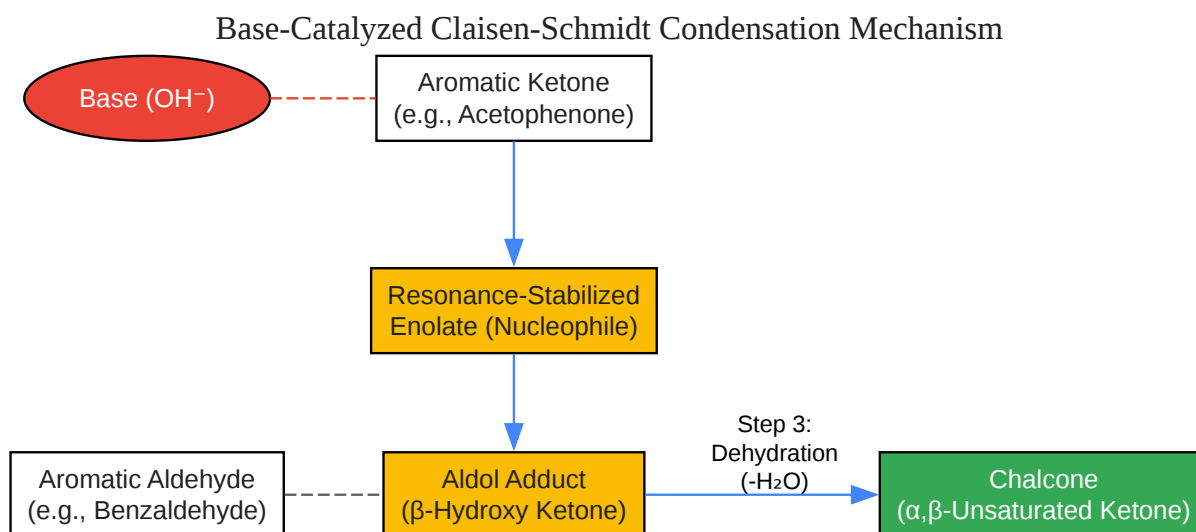 Base-Catalyzed Claisen-Schmidt Condensation Mechanism
Base (OH⁻)
Aromatic Ketone
(e.g., Acetophenone)
Resonance-Stabilized
Enolate (Nucleophile)
Step 3:
Dehydration
(-H₂O)
Aromatic Aldehyde
(e.g., Benzaldehyde)
Aldol Adduct
(β-Hydroxy Ketone)
Chalcone
(α,β-Unsaturated Ketone)